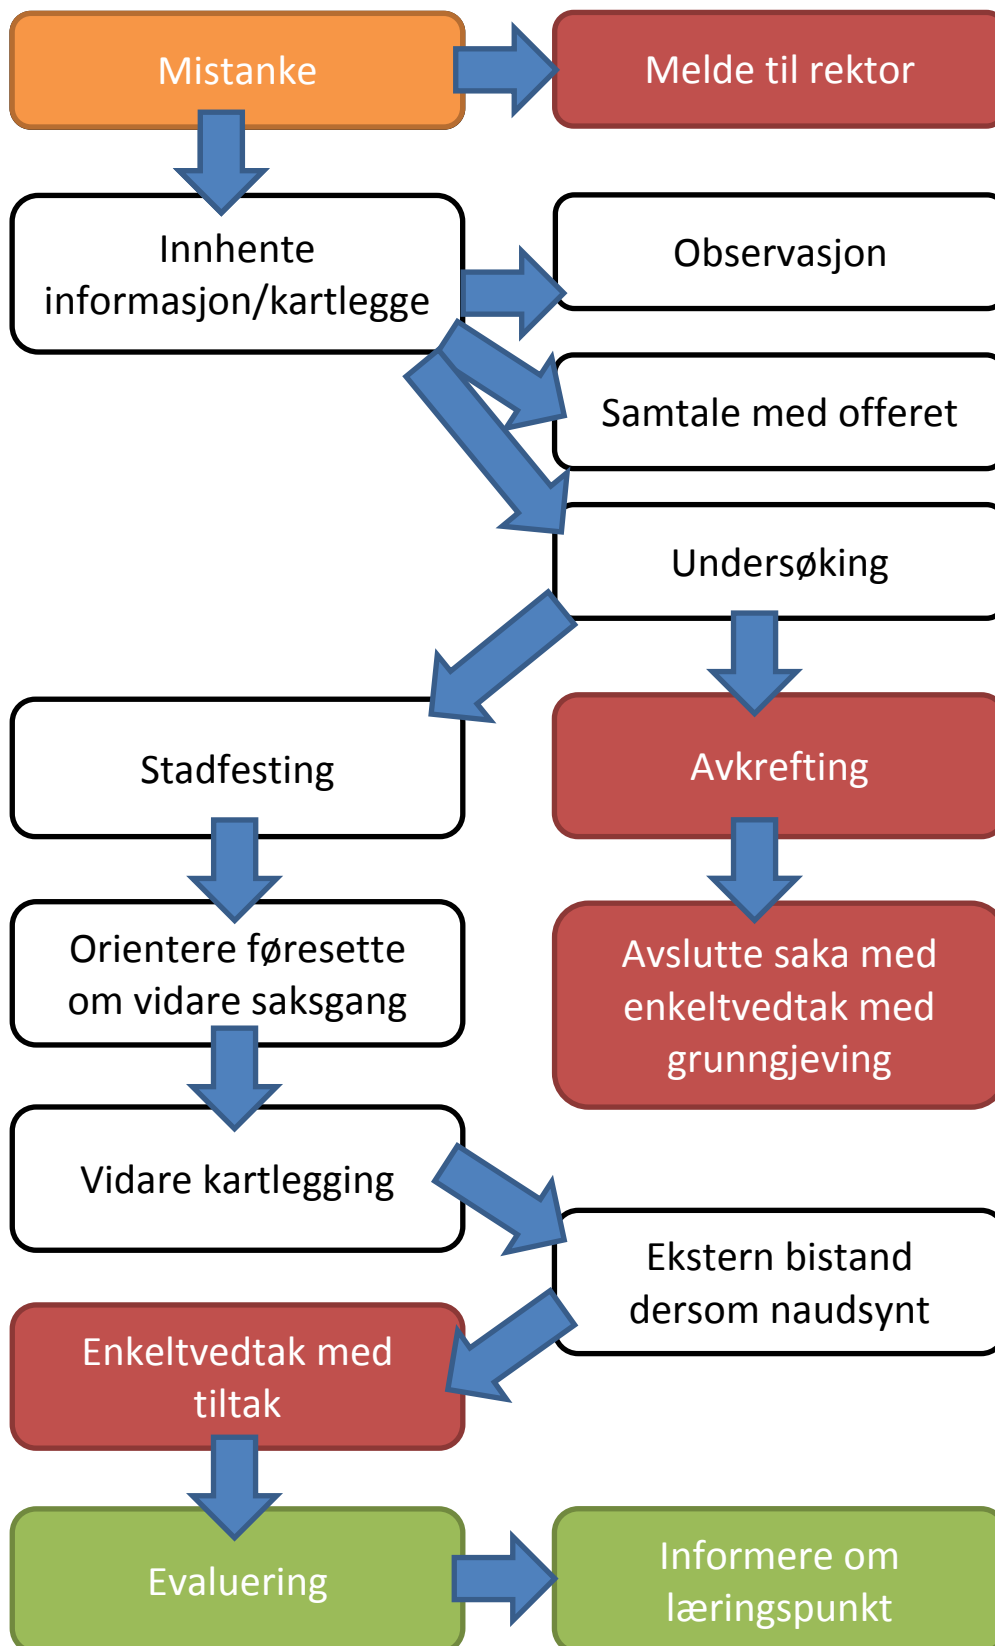 Mistanke
Melde til rektor
Innhente
informasjon/kartlegge
Observasjon
Samtale med offeret
Undersøking
Stadfesting
Avkrefting
Orientere føresette
om vidare saksgang
Avslutte saka med
enkeltvedtak med
grunngjeving
Vidare kartlegging
Ekstern bistand
dersom naudsynt
Enkeltvedtak med
tiltak
Evaluering
Informere om
læringspunkt